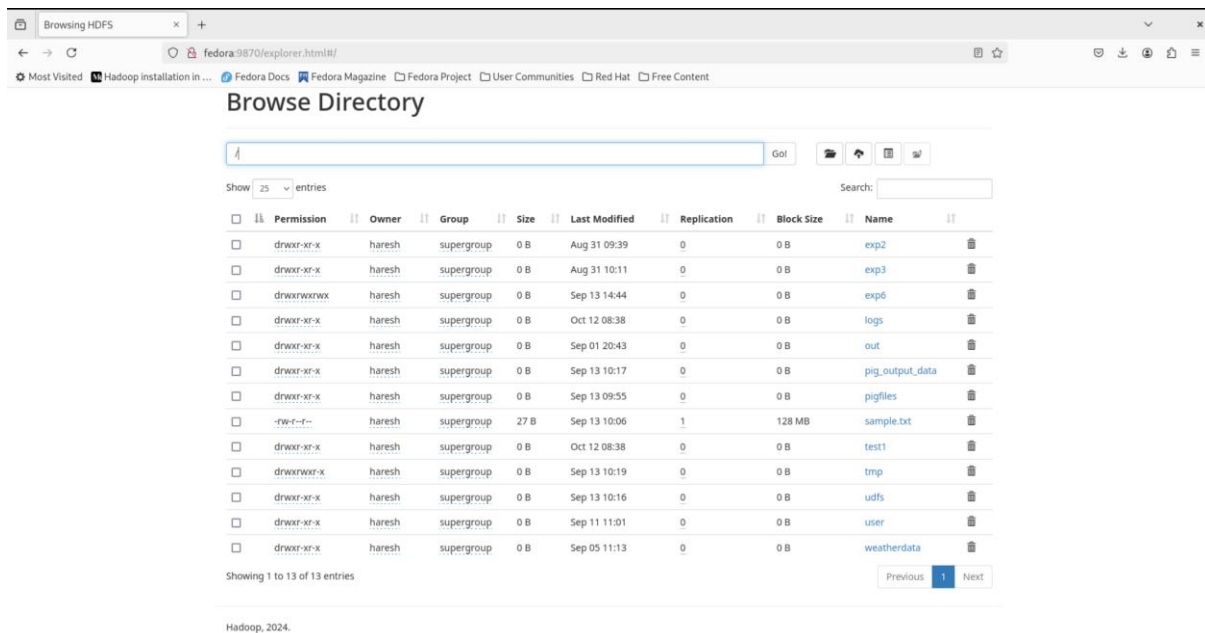 Browsing HDFS
fedora:9870/explorer.html#/
Most Visited Hadoop installation in ... Fedora Docs Fedora Magazine Fedora Project User Communities Red Hat Free Content
Browse Directory
/ Go!
Show 25 entries Search:
Permission Owner Group Size Last Modified Replication Block Size Name
drwxr-xr-x haresh supergroup 0 B Aug 31 09:39 0 0 B exp2
drwxr-xr-x haresh supergroup 0 B Aug 31 10:11 0 0 B exp3
drwxrwxrwx haresh supergroup 0 B Sep 13 14:44 0 0 B exp6
drwxr-xr-x haresh supergroup 0 B Oct 12 08:38 0 0 B logs
drwxr-xr-x haresh supergroup 0 B Sep 01 20:43 0 0 B out
drwxr-xr-x haresh supergroup 0 B Sep 13 10:17 0 0 B pig_output_data
drwxr-xr-x haresh supergroup 0 B Sep 13 09:55 0 0 B pigfiles
-rw-r--r-- haresh supergroup 27 B Sep 13 10:06 1 128 MB sample.txt
drwxr-xr-x haresh supergroup 0 B Oct 12 08:38 0 0 B test1
drwxrwxr-x haresh supergroup 0 B Sep 13 10:19 0 0 B tmp
drwxr-xr-x haresh supergroup 0 B Sep 13 10:16 0 0 B udfs
drwxr-xr-x haresh supergroup 0 B Sep 11 11:01 0 0 B user
drwxr-xr-x haresh supergroup 0 B Sep 05 11:13 0 0 B weatherdata
Showing 1 to 13 of 13 entries Previous 1 Next
Hadoop, 2024.